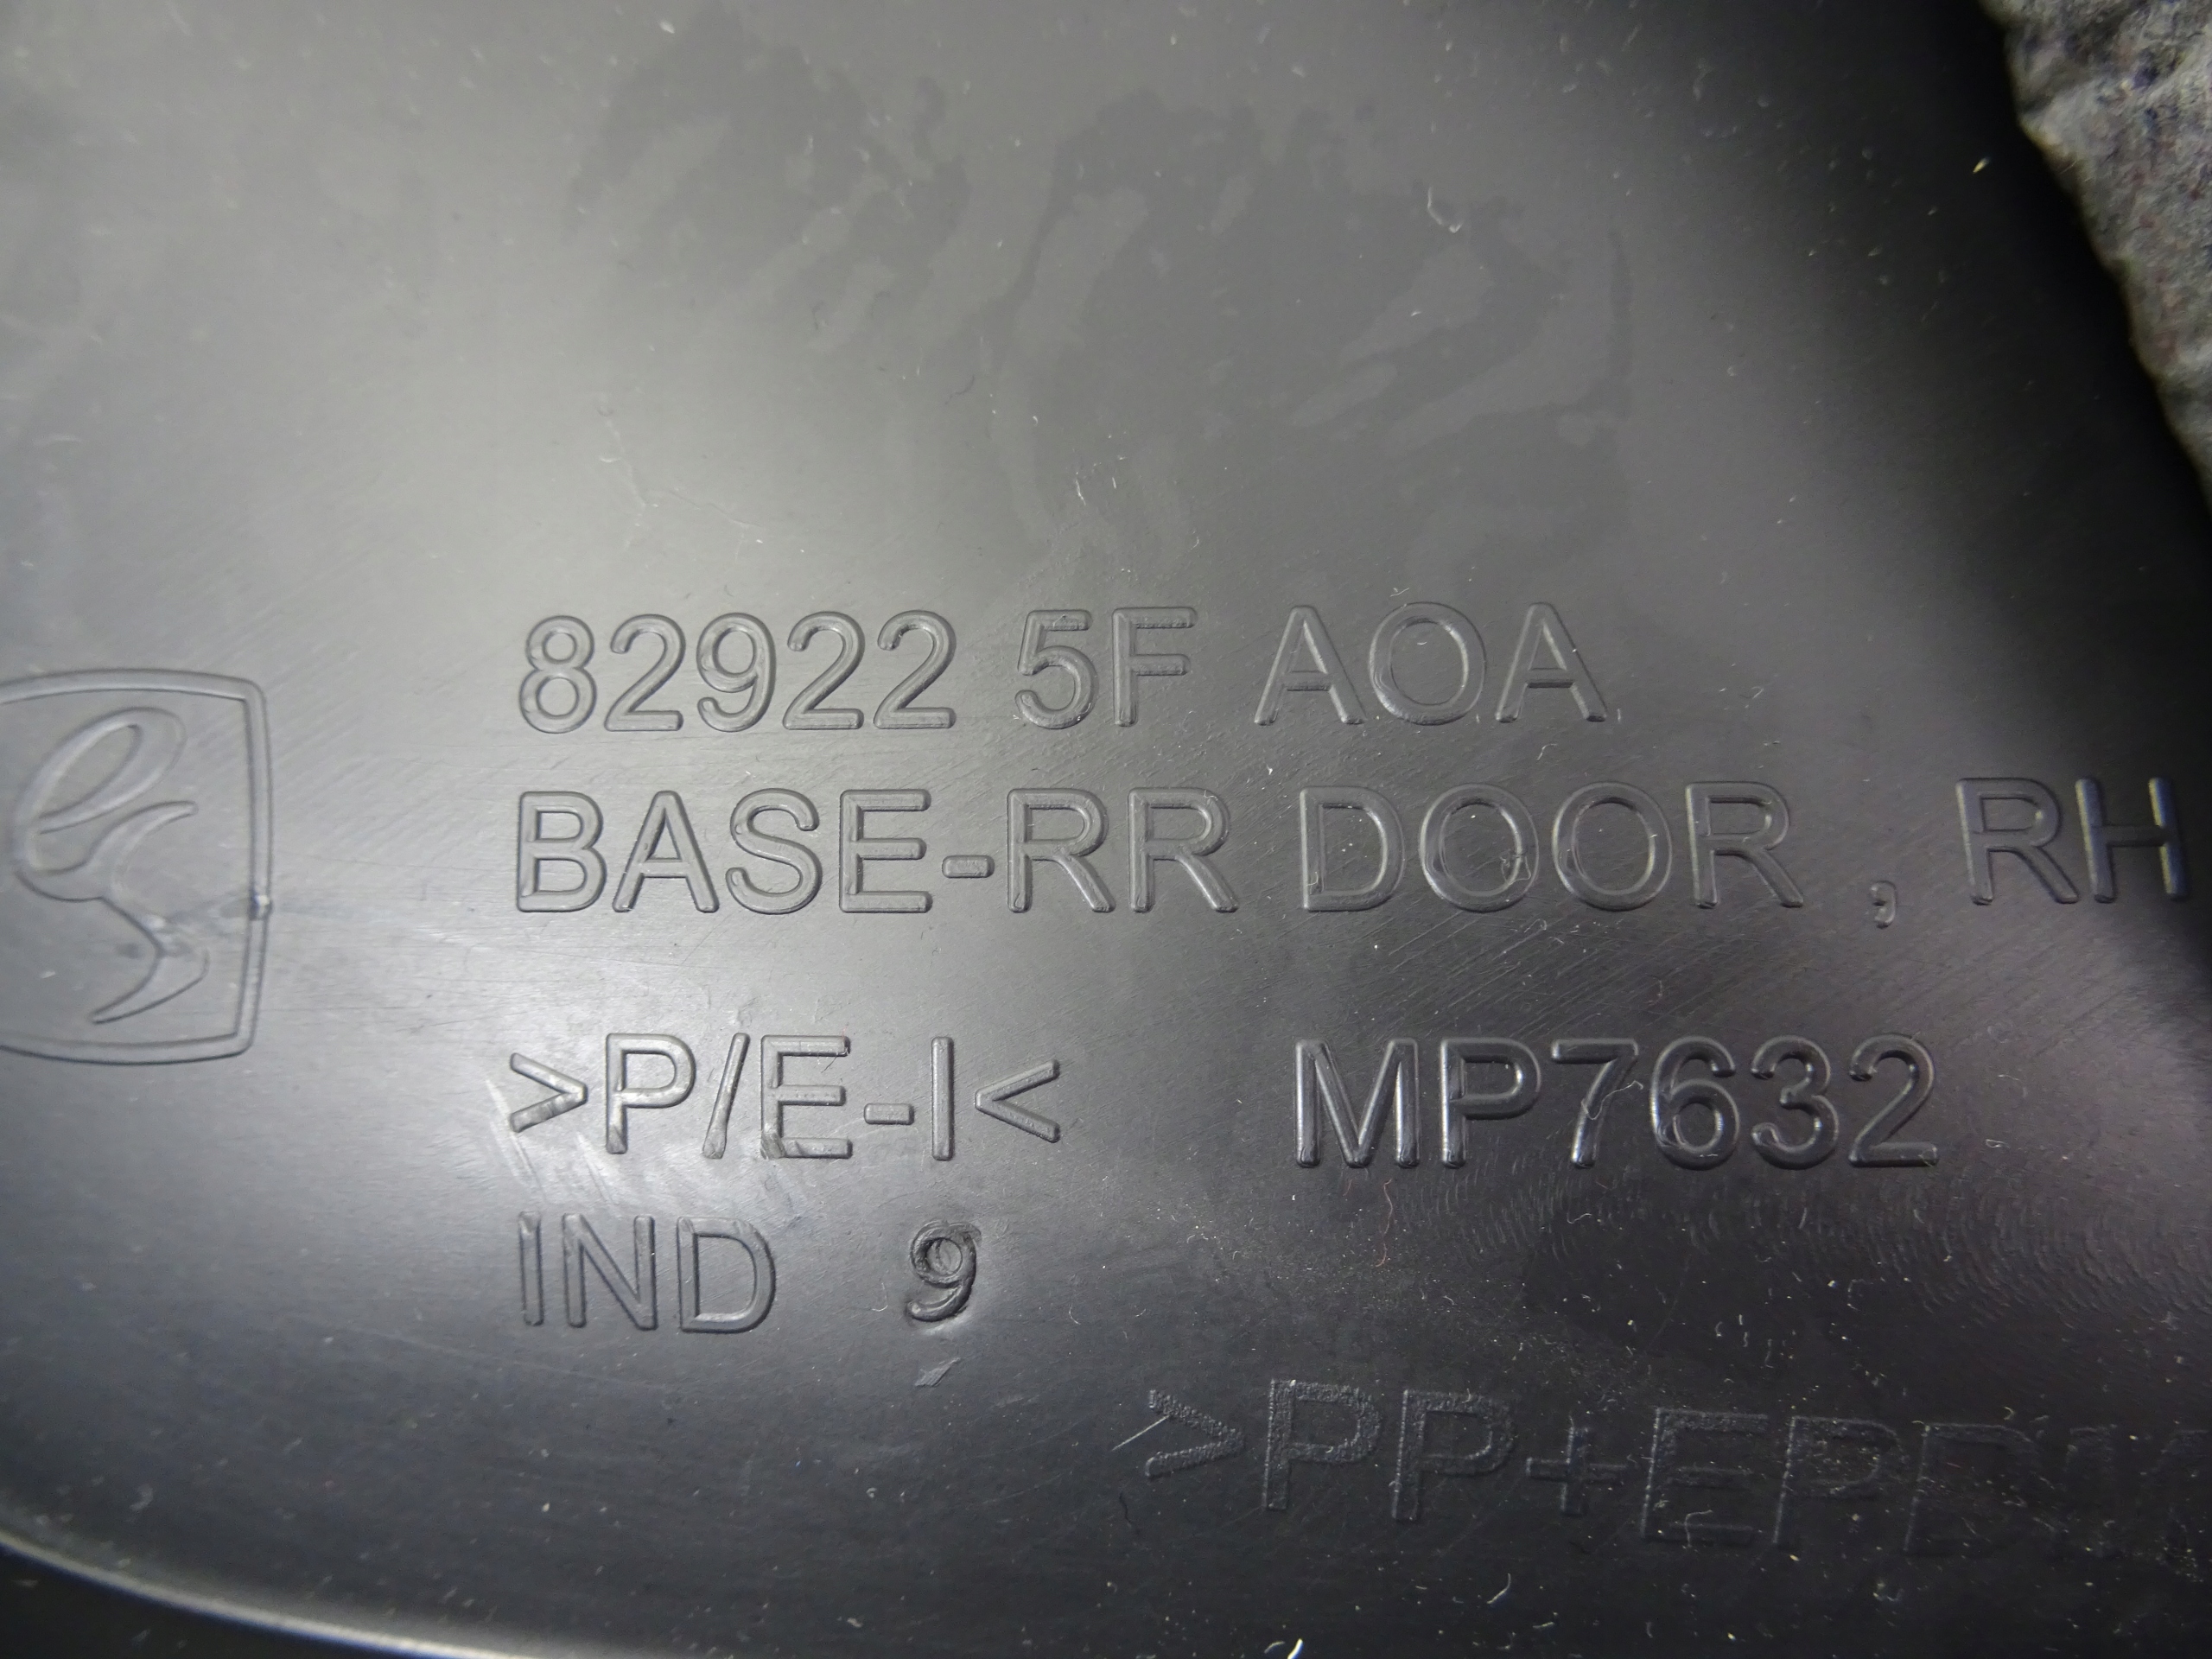 82922 5F AOA
BASE-RR DOOR , RH
>P/E-I< MP7632
IND 9